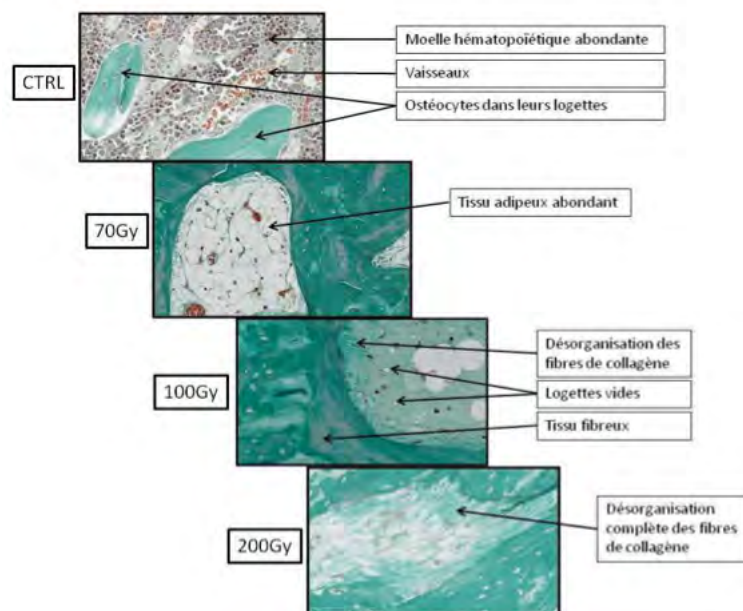 CTRL
Moelle hématopoïétique abondante
Vaisseaux
Ostéocytes dans leurs logettes
70Gy
Tissu adipeux abondant
100Gy
Désorganisation des
fibres de collagène
Logettes vides
Tissu fibreux
200Gy
Désorganisation
complète des fibres
de collagène